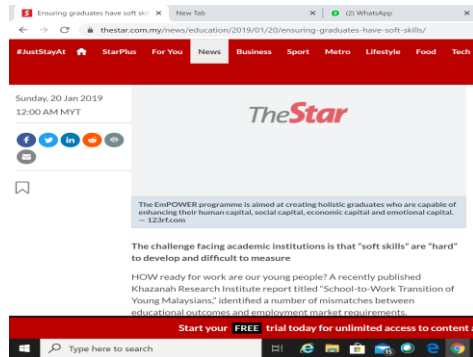 Ensuring graduates have soft skil
New Tab
(2) WhatsApp
thestar.com.my/news/education/2019/01/20/ensuring-graduates-have-soft-skills/
#JustStayAt StarPlus For You News Business Sport Metro Lifestyle Food Tech
Sunday, 20 Jan 2019
12:00 AM MYT
TheStar
The EmPOWER programme is aimed at creating holistic graduates who are capable of
enhancing their human capital, social capital, economic capital and emotional capital.
— 123rf.com
The challenge facing academic institutions is that "soft skills" are "hard"
to develop and difficult to measure
HOW ready for work are our young people? A recently published
Khazanah Research Institute report titled "School-to-Work Transition of
Young Malaysians," identified a number of mismatches between
educational outcomes and employment market requirements.
Start your FREE trial today for unlimited access to content a
Type here to search